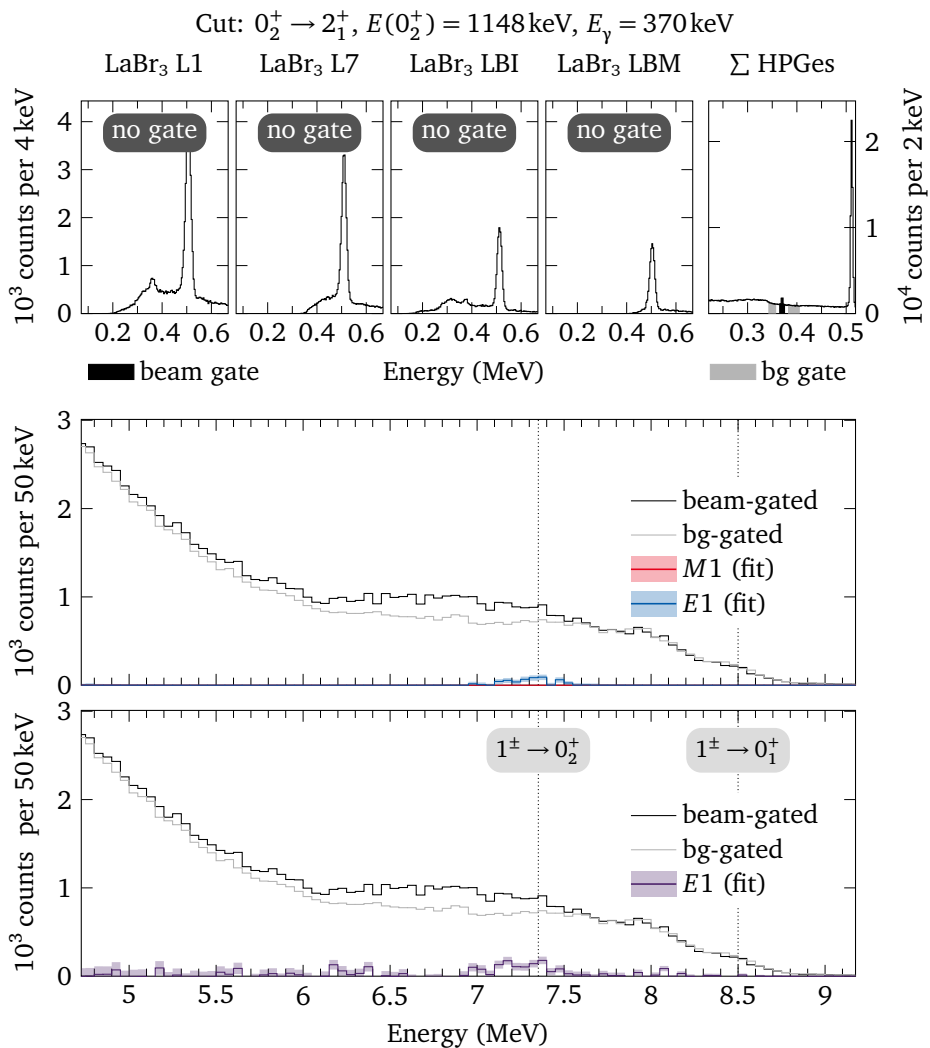 Cut: 0₂⁺ → 2₁⁺, E(0₂⁺) = 1148 keV, Eᵧ = 370 keV
LaBr₃ L1 LaBr₃ L7 LaBr₃ LBI LaBr₃ LBM ∑ HPGes
no gate no gate no gate no gate
10³ counts per 4 keV
4
3
2
1
0
2
1
0
10⁴ counts per 2 keV
0.2 0.4 0.6 0.2 0.4 0.6 0.2 0.4 0.6 0.2 0.4 0.6 0.3 0.4 0.5
beam gate Energy (MeV) bg gate
10³ counts per 50 keV
3
2
1
0
beam-gated
bg-gated
M1 (fit)
E1 (fit)
10³ counts per 50 keV
3
2
1
0
1± → 0₂⁺ 1± → 0₁⁺
beam-gated
bg-gated
E1 (fit)
5 5.5 6 6.5 7 7.5 8 8.5 9
Energy (MeV)